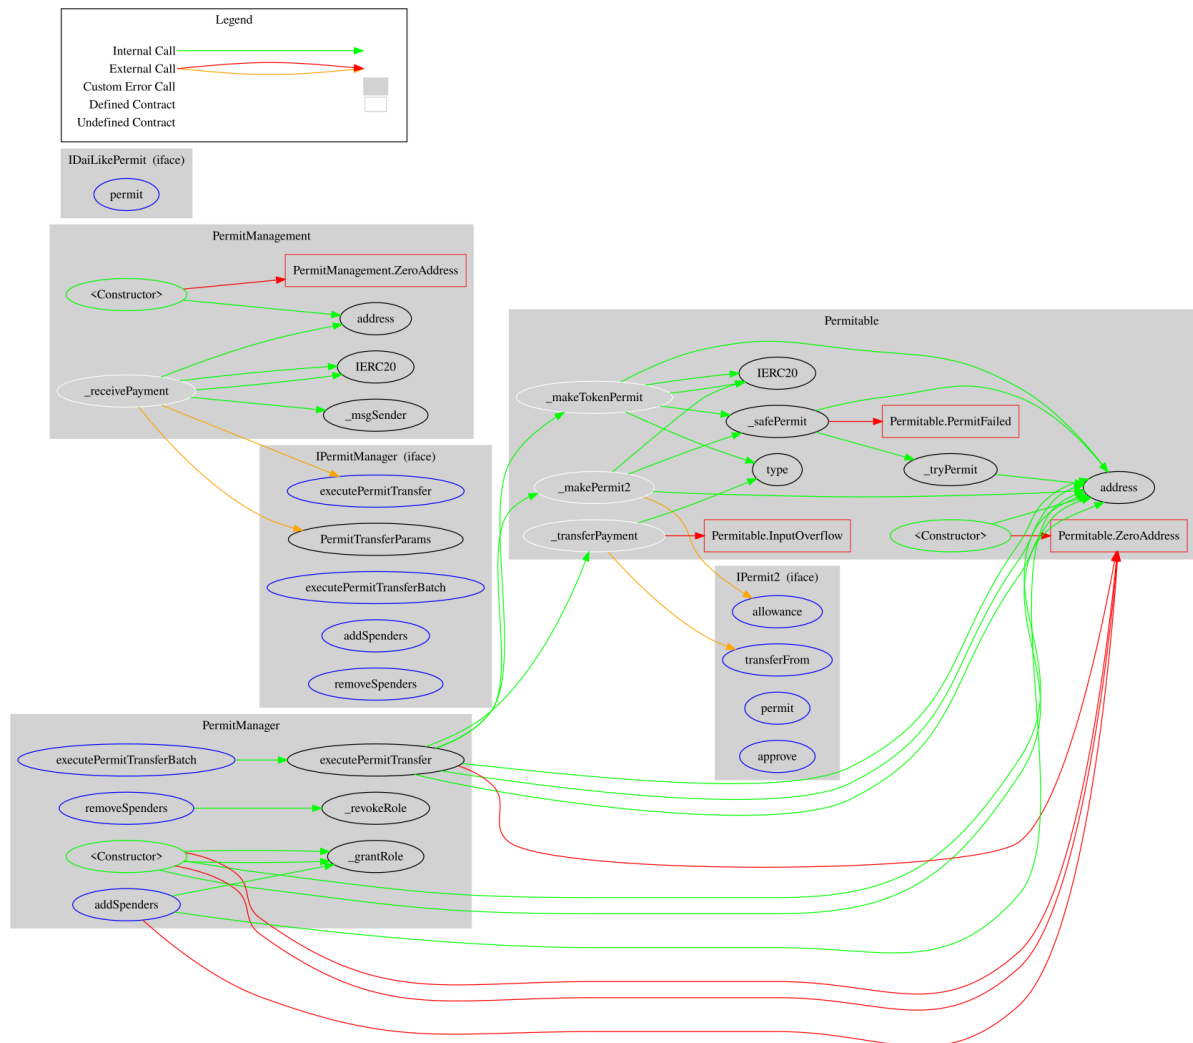 Legend
Internal Call
External Call
Custom Error Call
Defined Contract
Undefined Contract
IDaiLikePermit (iface)
permit
PermitManagement
PermitManagement.ZeroAddress
<Constructor>
address
IERC20
_receivePayment
_msgSender
IPermitManager (iface)
executePermitTransfer
PermitTransferParams
executePermitTransferBatch
addSpenders
removeSpenders
Permitable
IERC20
_makeTokenPermit
_safePermit
Permitable.PermitFailed
type
_tryPermit
_makePermit2
address
_transferPayment
Permitable.InputOverflow
<Constructor>
Permitable.ZeroAddress
IPermit2 (iface)
allowance
transferFrom
permit
approve
PermitManager
executePermitTransferBatch
executePermitTransfer
removeSpenders
_revokeRole
<Constructor>
_grantRole
addSpenders